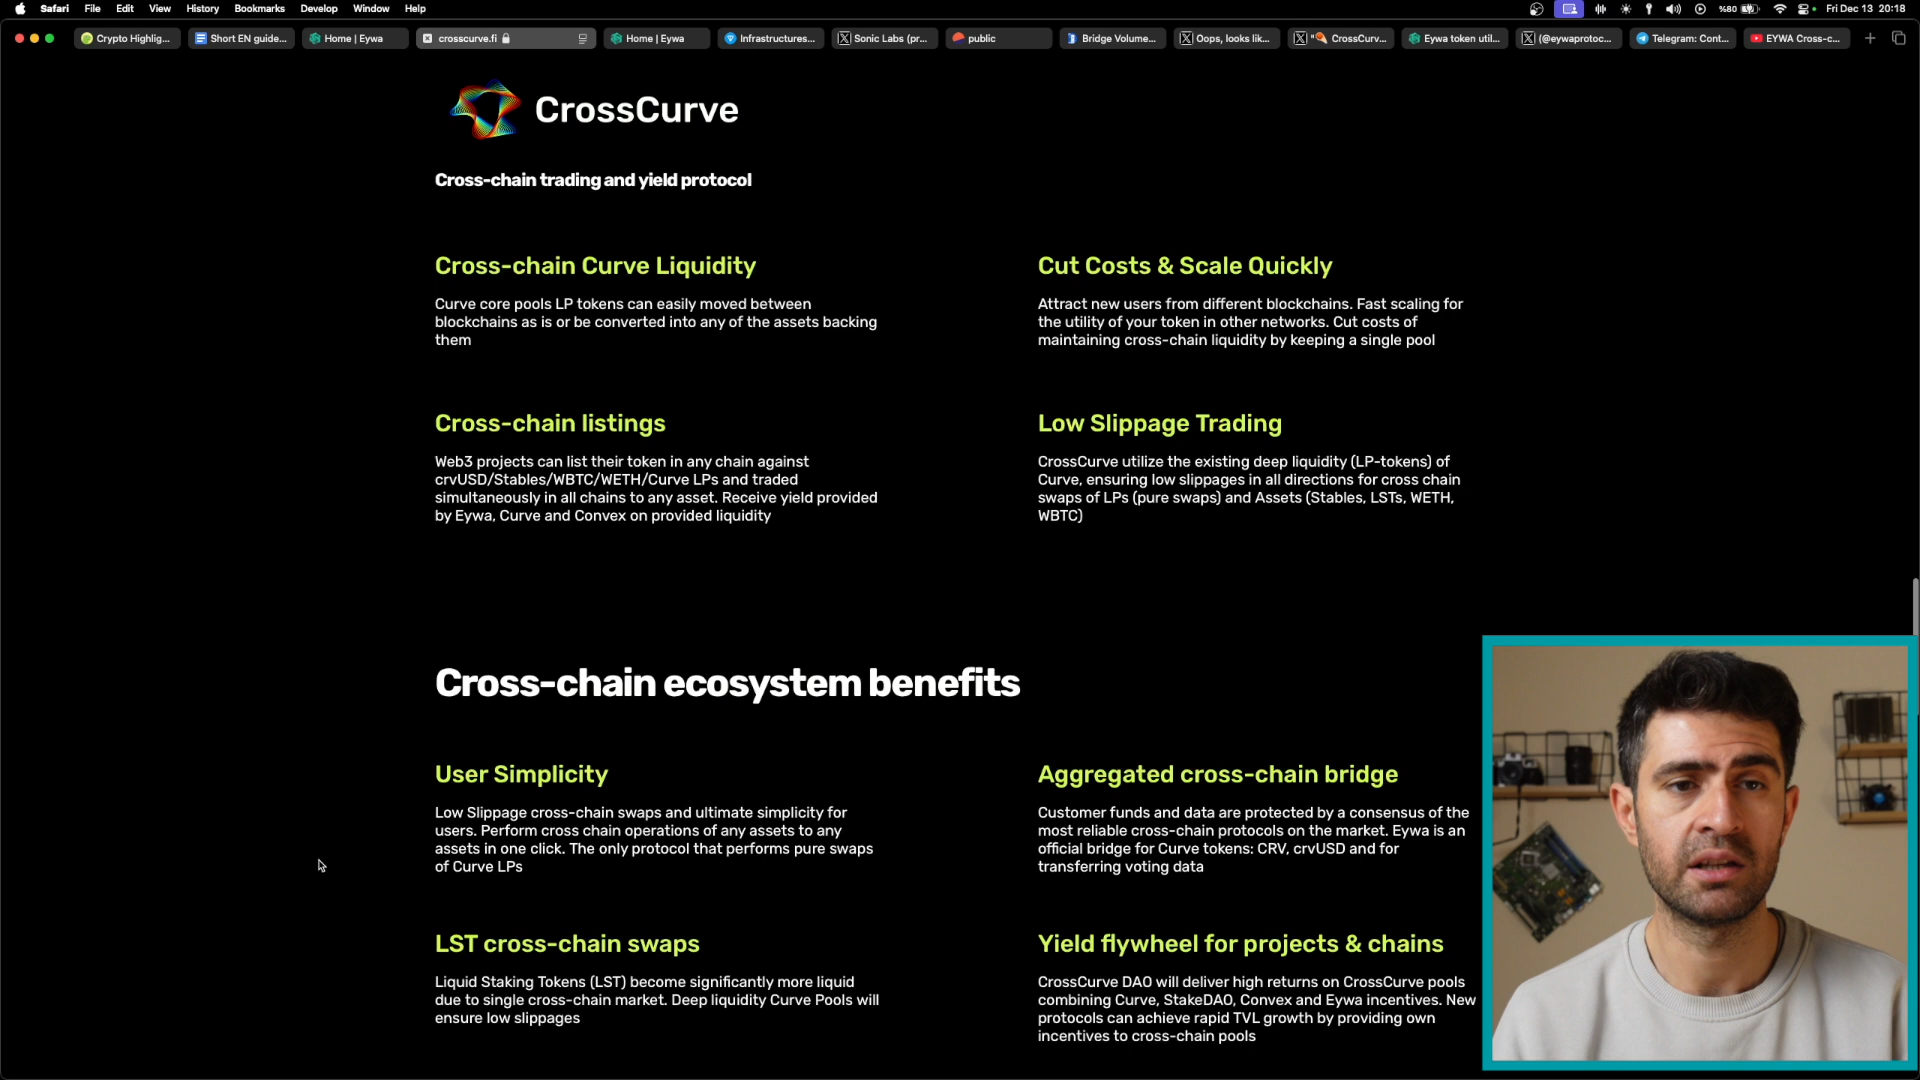 Safari File Edit View History Bookmarks Develop Window Help
%80
Fri Dec 13 20:18
Crypto Highlig...
Short EN guide...
Home | Eywa
crosscurve.fi
Home | Eywa
Infrastructures...
Sonic Labs (pr...
public
Bridge Volume...
Oops, looks lik...
" CrossCurv...
Eywa token util...
(@eywaprotoc...
Telegram: Cont...
EYWA Cross-c...
CrossCurve
Cross-chain trading and yield protocol
Cross-chain Curve Liquidity
Curve core pools LP tokens can easily moved between
blockchains as is or be converted into any of the assets backing
them
Cut Costs & Scale Quickly
Attract new users from different blockchains. Fast scaling for
the utility of your token in other networks. Cut costs of
maintaining cross-chain liquidity by keeping a single pool
Cross-chain listings
Web3 projects can list their token in any chain against
crvUSD/Stables/WBTC/WETH/Curve LPs and traded
simultaneously in all chains to any asset. Receive yield provided
by Eywa, Curve and Convex on provided liquidity
Low Slippage Trading
CrossCurve utilize the existing deep liquidity (LP-tokens) of
Curve, ensuring low slippages in all directions for cross chain
swaps of LPs (pure swaps) and Assets (Stables, LSTs, WETH,
WBTC)
Cross-chain ecosystem benefits
User Simplicity
Low Slippage cross-chain swaps and ultimate simplicity for
users. Perform cross chain operations of any assets to any
assets in one click. The only protocol that performs pure swaps
of Curve LPs
Aggregated cross-chain bridge
Customer funds and data are protected by a consensus of the
most reliable cross-chain protocols on the market. Eywa is an
official bridge for Curve tokens: CRV, crvUSD and for
transferring voting data
LST cross-chain swaps
Liquid Staking Tokens (LST) become significantly more liquid
due to single cross-chain market. Deep liquidity Curve Pools will
ensure low slippages
Yield flywheel for projects & chains
CrossCurve DAO will deliver high returns on CrossCurve pools
combining Curve, StakeDAO, Convex and Eywa incentives. New
protocols can achieve rapid TVL growth by providing own
incentives to cross-chain pools